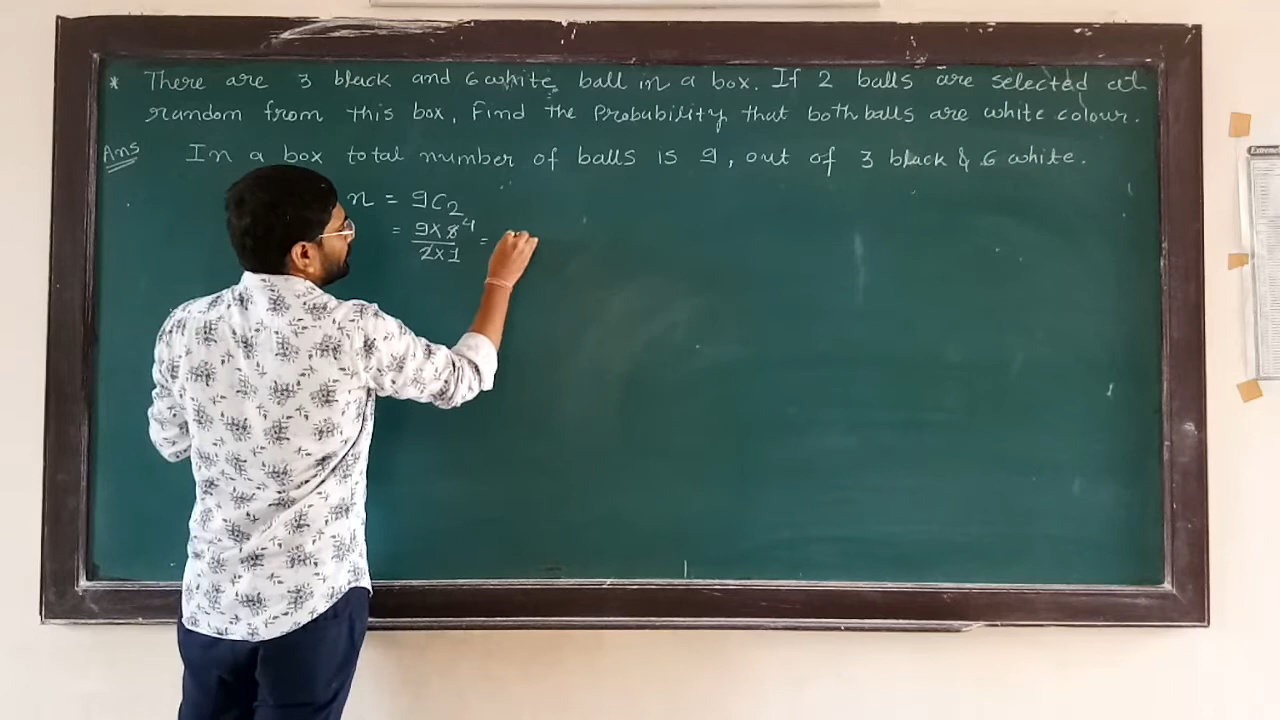 * There are 3 black and 6 white ball in a box. If 2 balls are selected at
random from this box, Find the Probability that both balls are white colour.
Ans In a box total number of balls is 9, out of 3 black & 6 white.
n = 9C2
= 9×8 4
2×1 =
Extreme